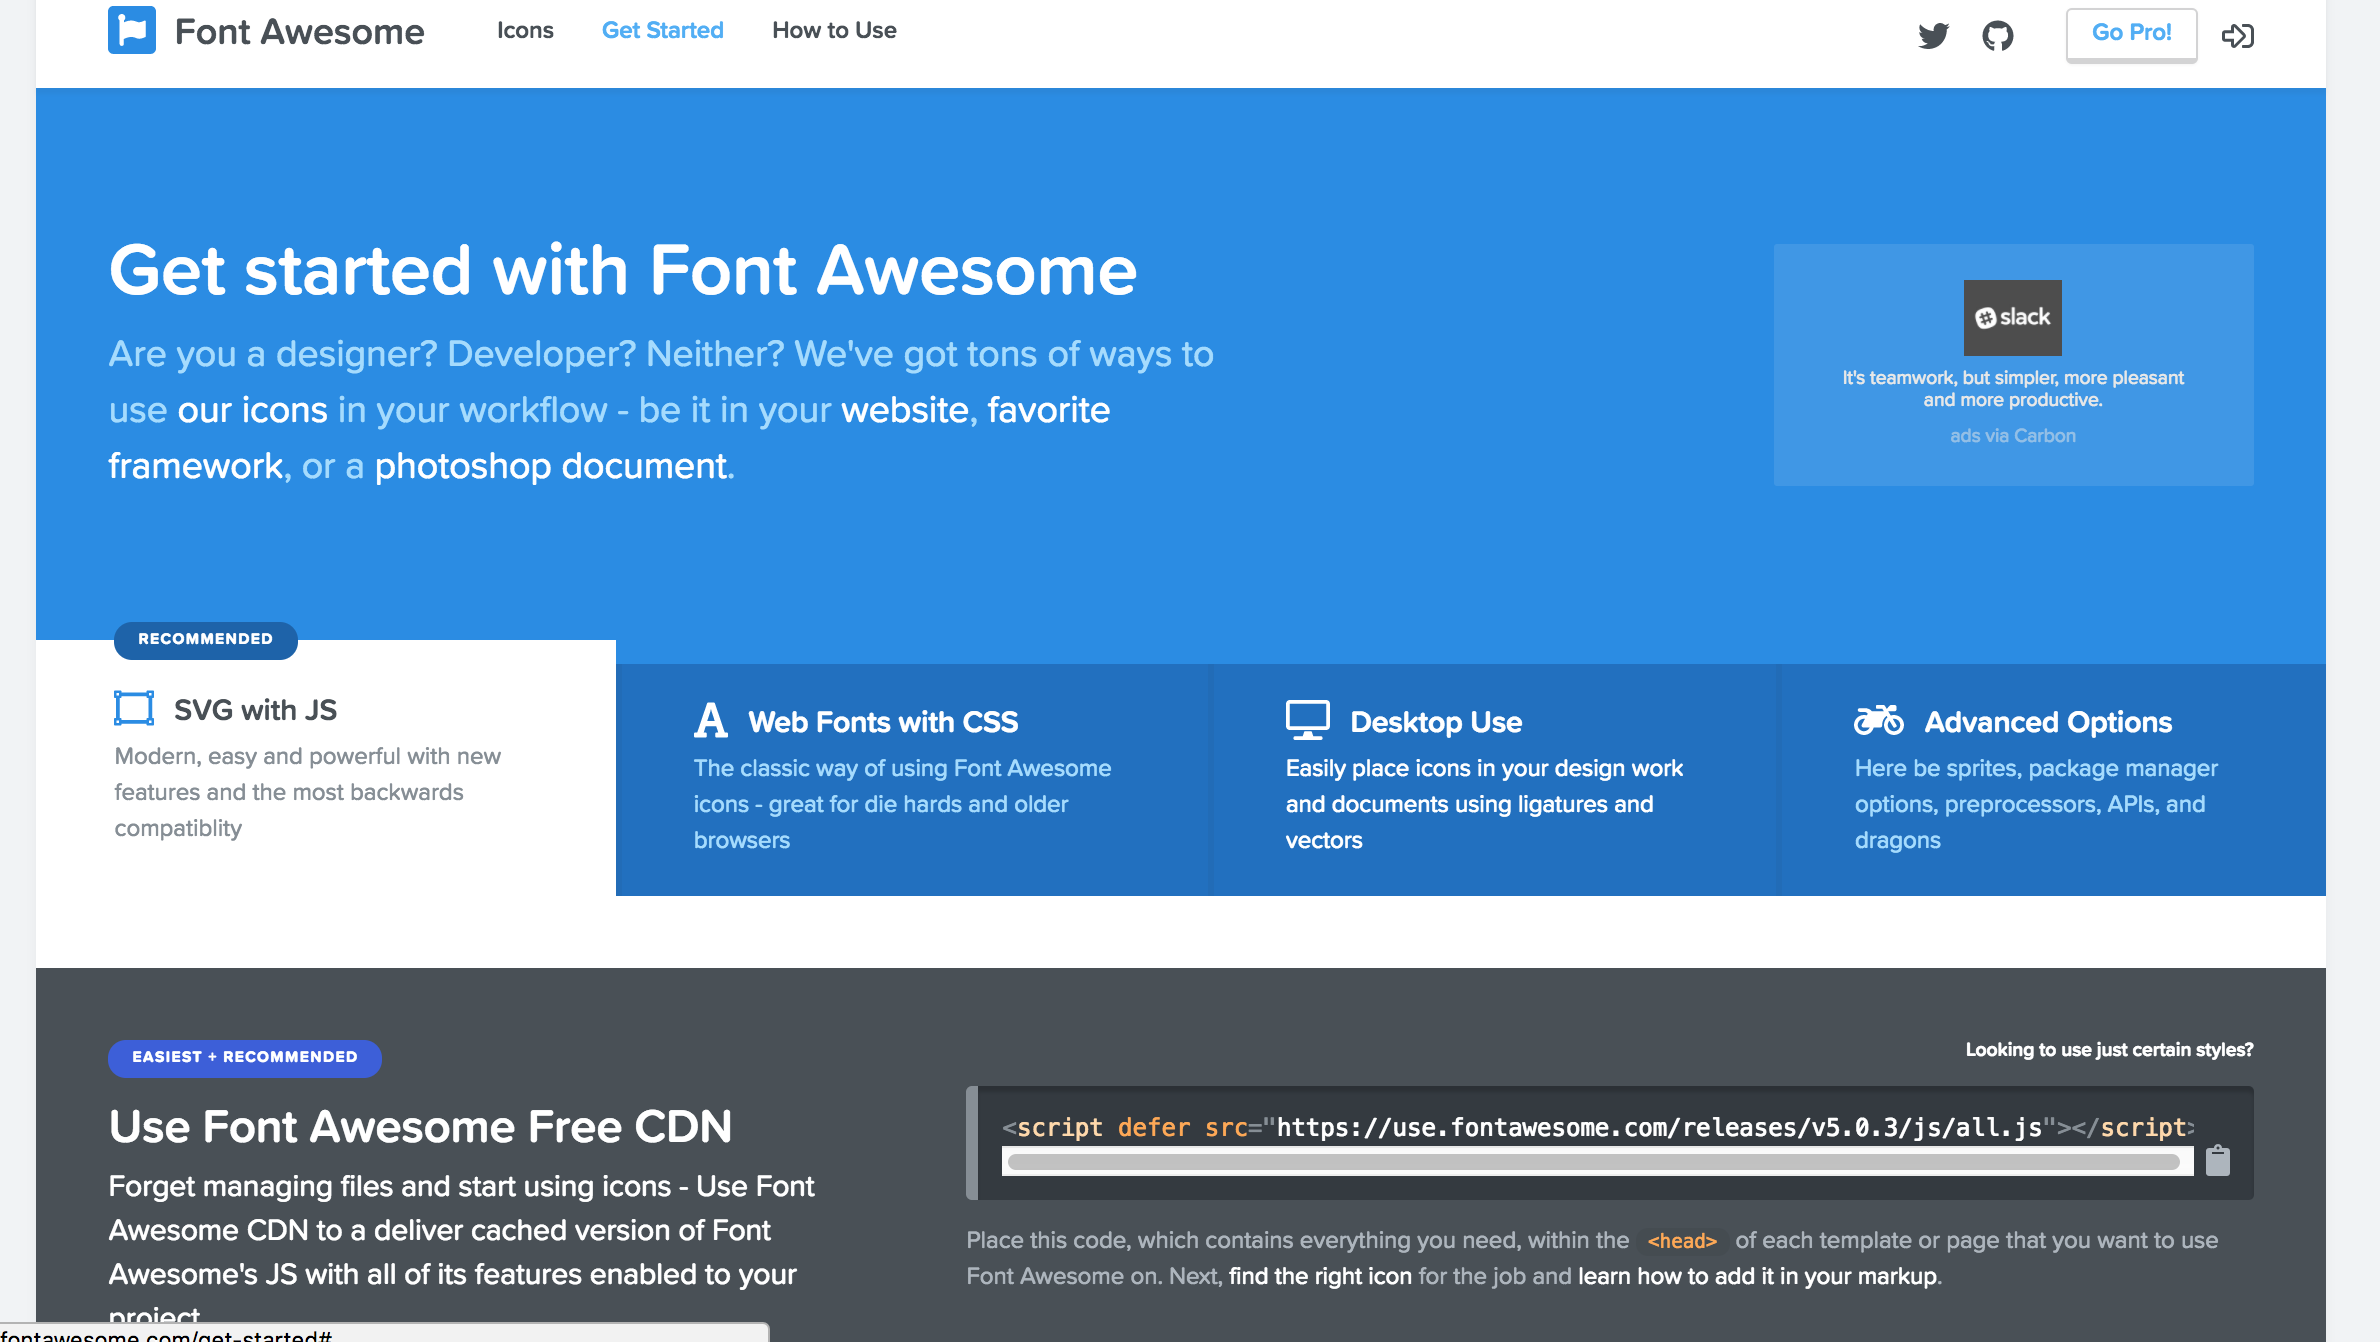 Font Awesome
Icons
Get Started
How to Use
Go Pro!
Get started with Font Awesome
Are you a designer? Developer? Neither? We've got tons of ways to
use our icons in your workflow - be it in your website, favorite
framework, or a photoshop document.
slack
It's teamwork, but simpler, more pleasant
and more productive.
ads via Carbon
RECOMMENDED
SVG with JS
Modern, easy and powerful with new
features and the most backwards
compatiblity
Web Fonts with CSS
The classic way of using Font Awesome
icons - great for die hards and older
browsers
Desktop Use
Easily place icons in your design work
and documents using ligatures and
vectors
Advanced Options
Here be sprites, package manager
options, preprocessors, APIs, and
dragons
EASIEST + RECOMMENDED
Use Font Awesome Free CDN
Forget managing files and start using icons - Use Font
Awesome CDN to a deliver cached version of Font
Awesome's JS with all of its features enabled to your
project
Looking to use just certain styles?
<script defer src="https://use.fontawesome.com/releases/v5.0.3/js/all.js"></script>
Place this code, which contains everything you need, within the <head> of each template or page that you want to use
Font Awesome on. Next, find the right icon for the job and learn how to add it in your markup.
fontawesome.com/get-started#